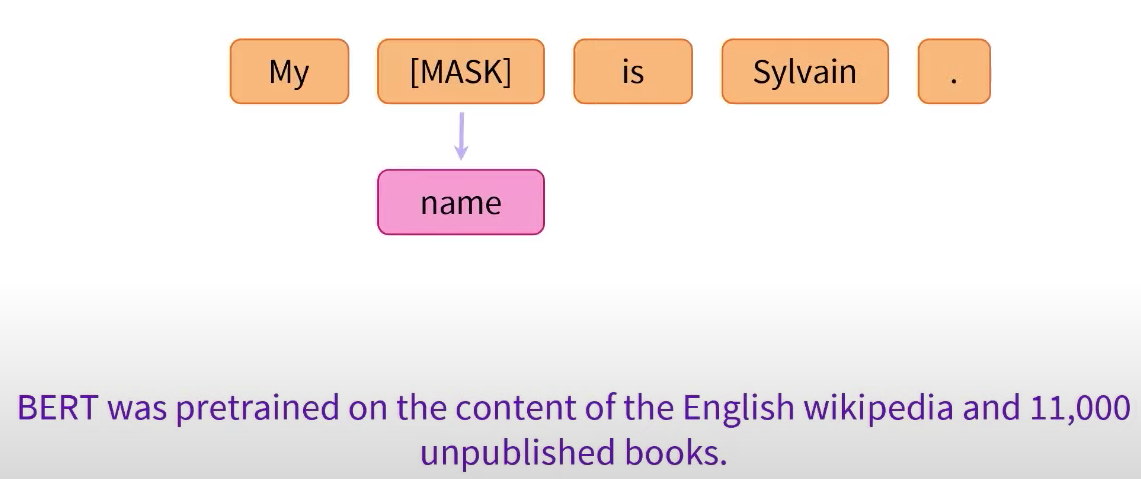 My [MASK] is Sylvain .
name
BERT was pretrained on the content of the English wikipedia and 11,000
unpublished books.